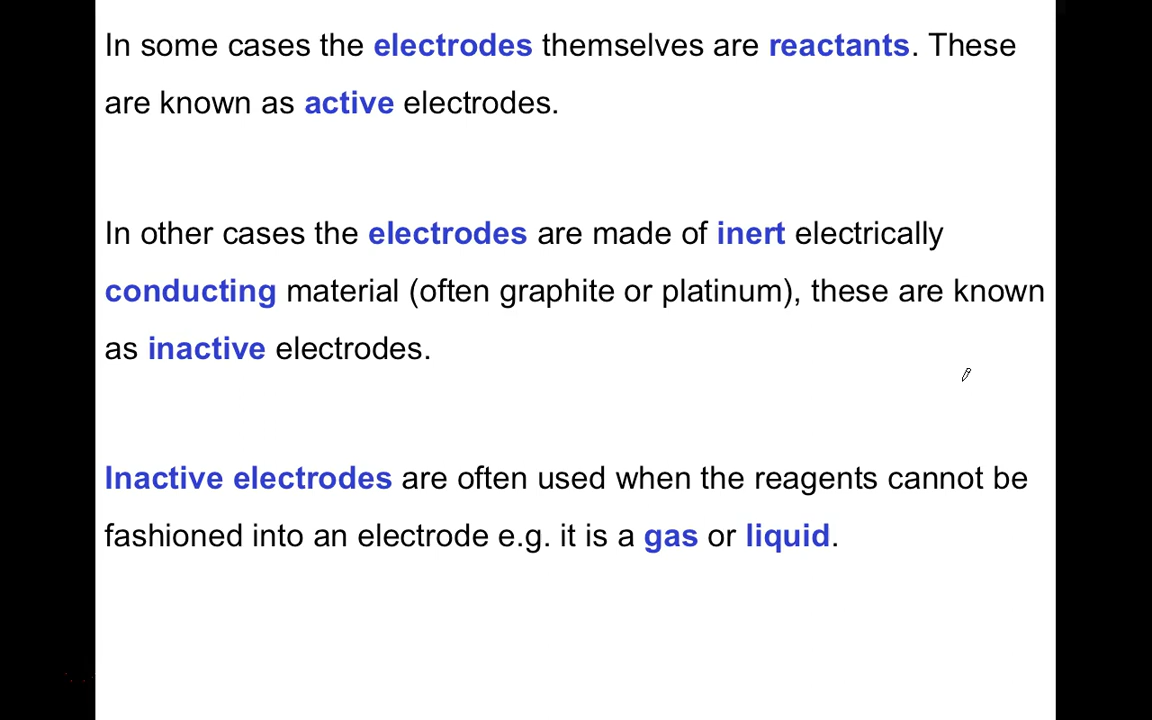 In some cases the electrodes themselves are reactants. These
are known as active electrodes.
In other cases the electrodes are made of inert electrically
conducting material (often graphite or platinum), these are known
as inactive electrodes.
Inactive electrodes are often used when the reagents cannot be
fashioned into an electrode e.g. it is a gas or liquid.